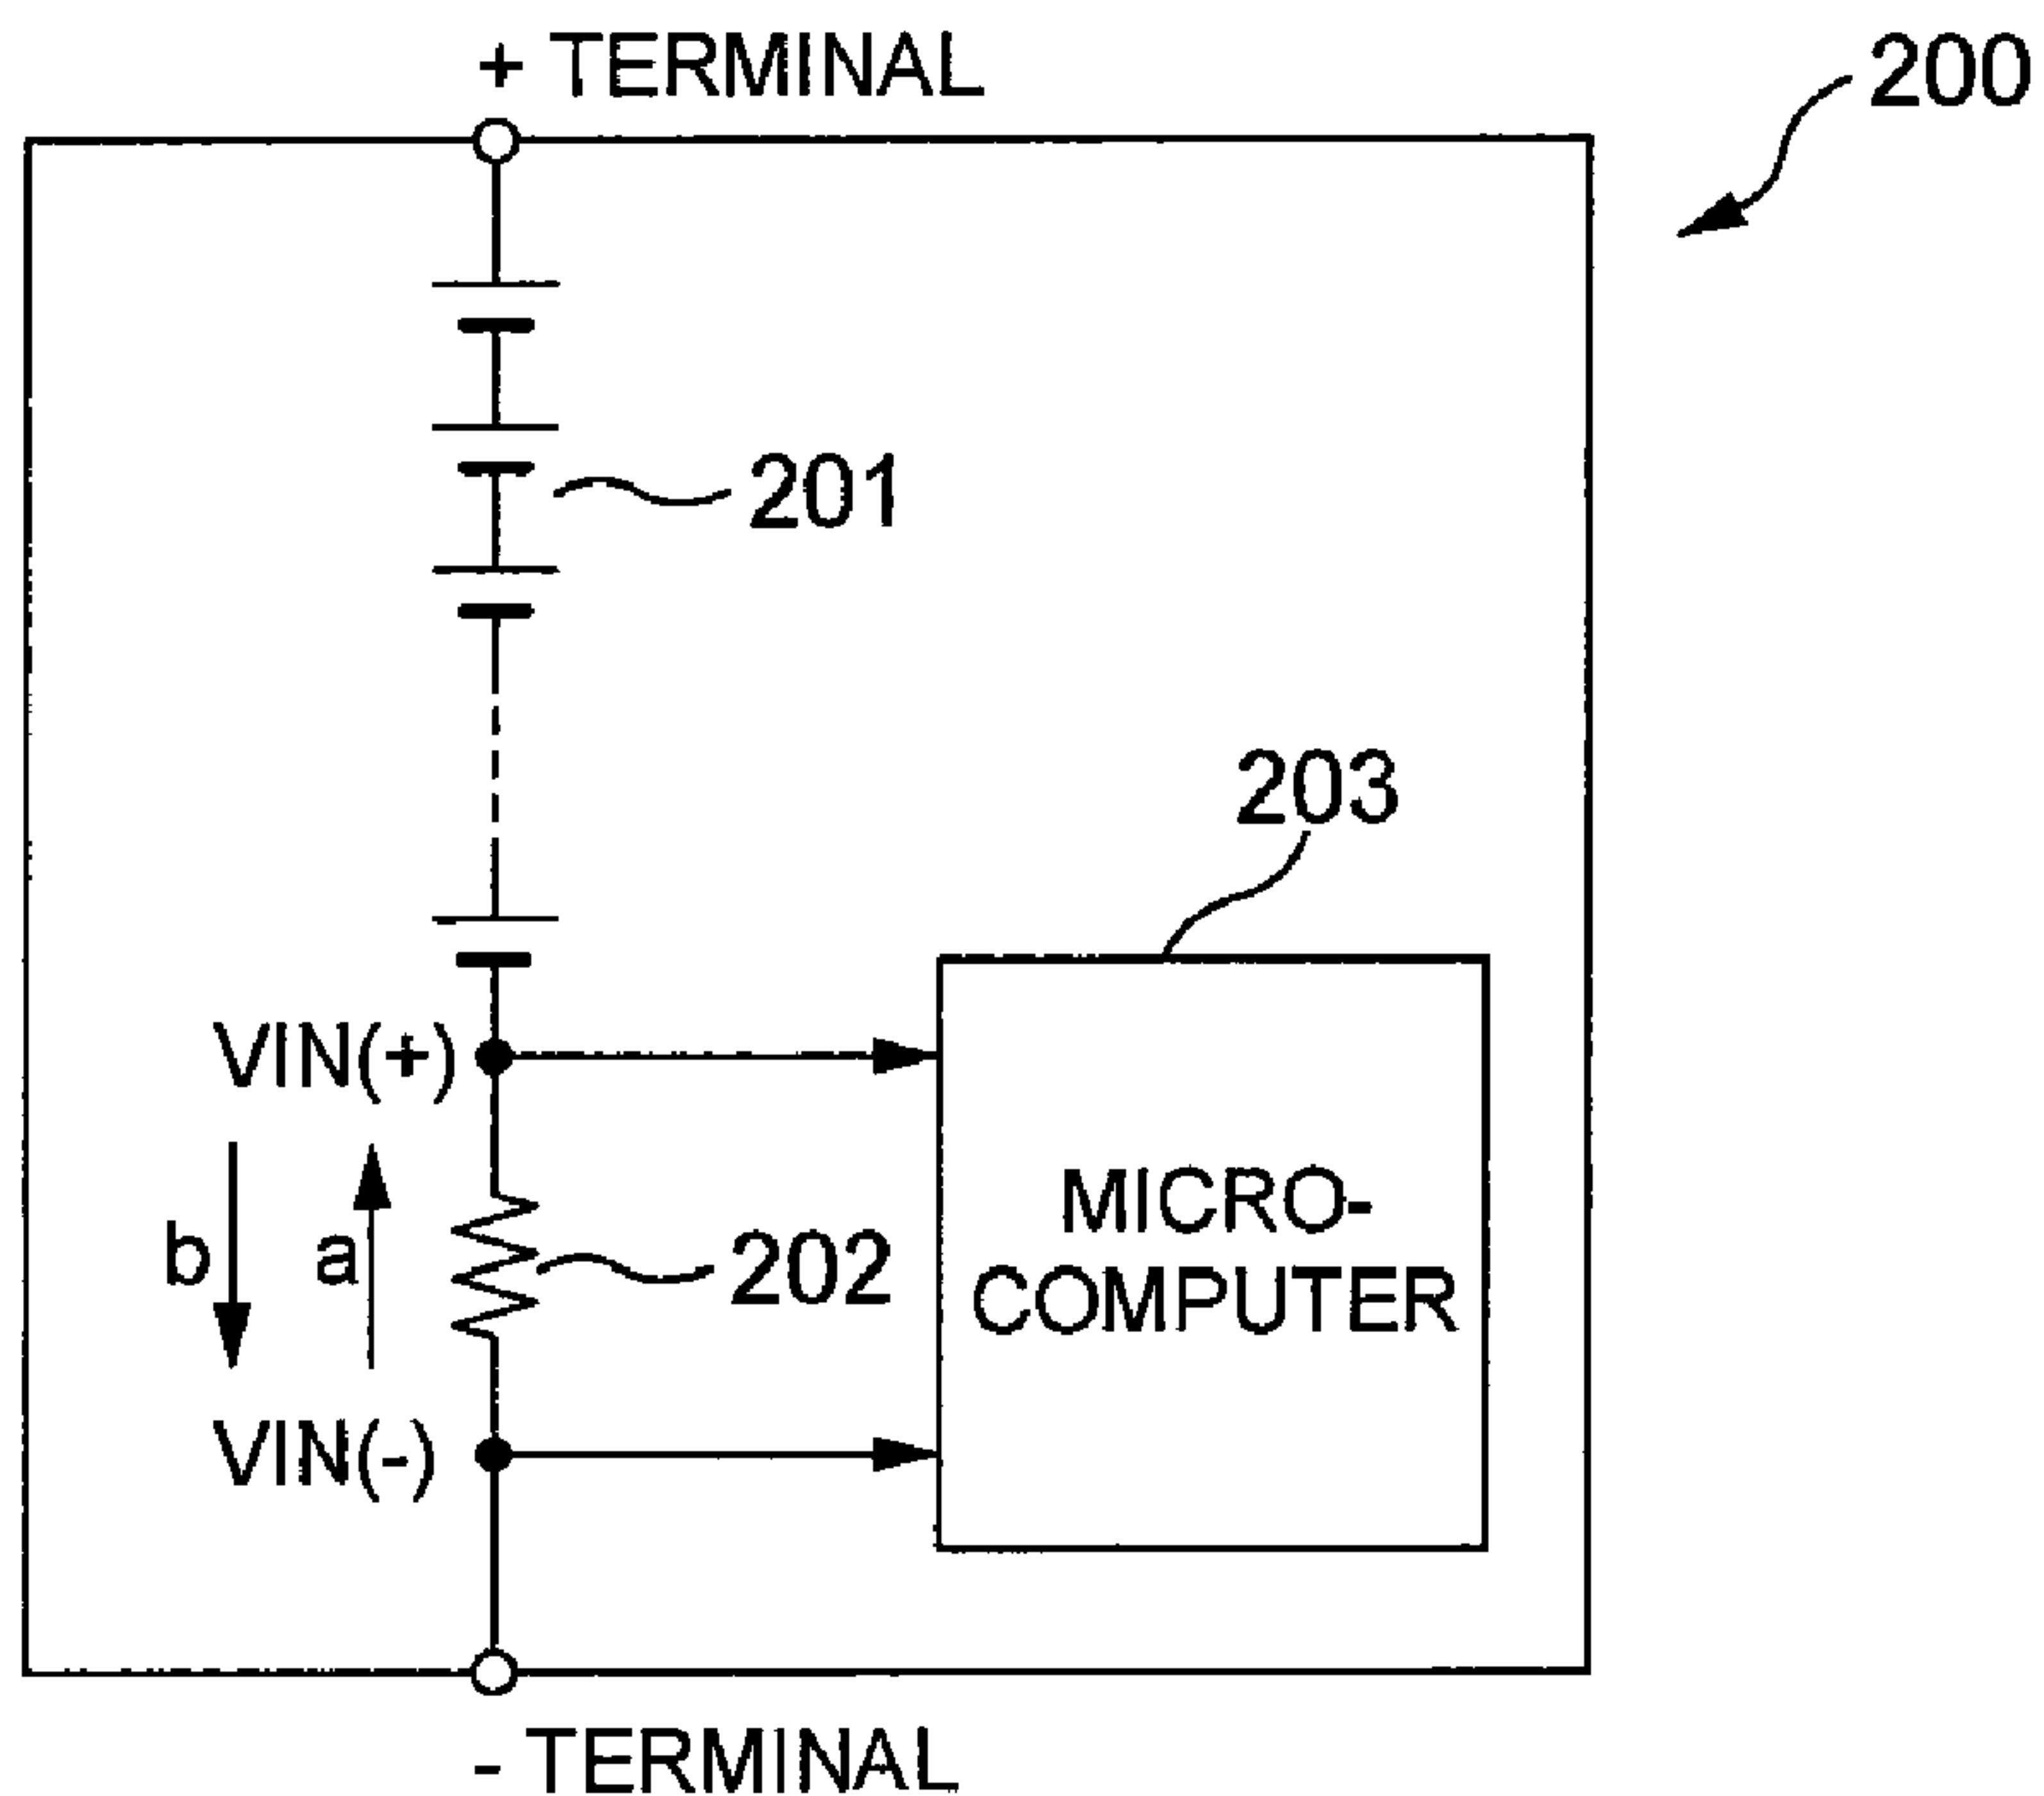 + TERMINAL
200
201
203
VIN(+)
b
a
202
MICRO-
COMPUTER
VIN(-)
- TERMINAL